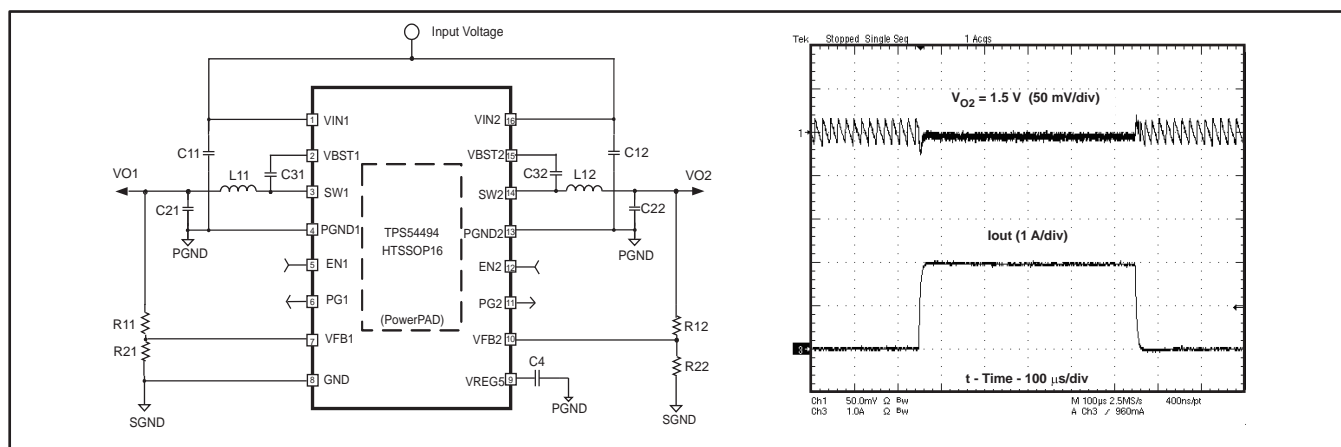 Input Voltage
1 VIN1 VIN2 16
C11 C12
2 VBST1 VBST2 15
VO1 L11 C31 C32 L12 VO2
3 SW1 SW2 14
C21 C22
4 PGND1 PGND2 13
PGND PGND
TPS54494
HTSSOP16
5 EN1 EN2 12
6 PG1 PG2 11
(PowerPAD)
R11 R12
7 VFB1 VFB2 10
R21 R22
C4
8 GND VREG5 9
PGND
SGND SGND
Tek Stopped Single Seq 1 Acqs
VO2 = 1.5 V (50 mV/div)
1
Iout (1 A/div)
3
t - Time - 100 μs/div
Ch1 50.0mV Ω Bw M 100μs 2.5MS/s 400ns/pt
Ch3 1.0A Ω Bw A Ch3 / 960mA